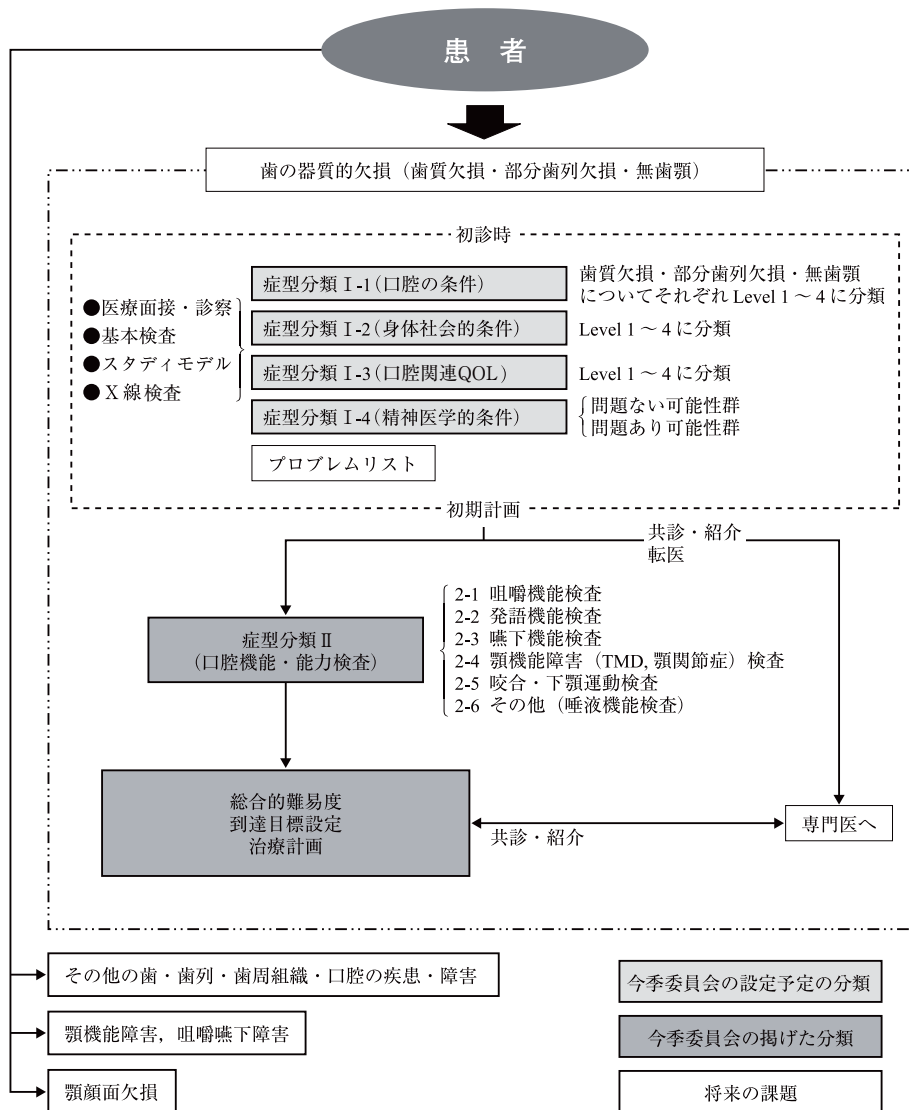 患 者
歯の器質的欠損（歯質欠損・部分歯列欠損・無歯顎）
初診時
●医療面接・診察
●基本検査
●スタディモデル
●X線検査
症型分類Ⅰ-1（口腔の条件）
歯質欠損・部分歯列欠損・無歯顎
についてそれぞれ Level 1～4に分類
症型分類Ⅰ-2（身体社会的条件）
Level 1～4に分類
症型分類Ⅰ-3（口腔関連QOL）
Level 1～4に分類
症型分類Ⅰ-4（精神医学的条件）
問題ない可能性群
問題あり可能性群
プロブレムリスト
初期計画
共診・紹介
転医
症型分類Ⅱ
（口腔機能・能力検査）
2-1 咀嚼機能検査
2-2 発語機能検査
2-3 嚥下機能検査
2-4 顎機能障害（TMD, 顎関節症）検査
2-5 咬合・下顎運動検査
2-6 その他（唾液機能検査）
総合的難易度
到達目標設定
治療計画
共診・紹介
専門医へ
その他の歯・歯列・歯周組織・口腔の疾患・障害
顎機能障害，咀嚼嚥下障害
顎顔面欠損
今季委員会の設定予定の分類
今季委員会の掲げた分類
将来の課題